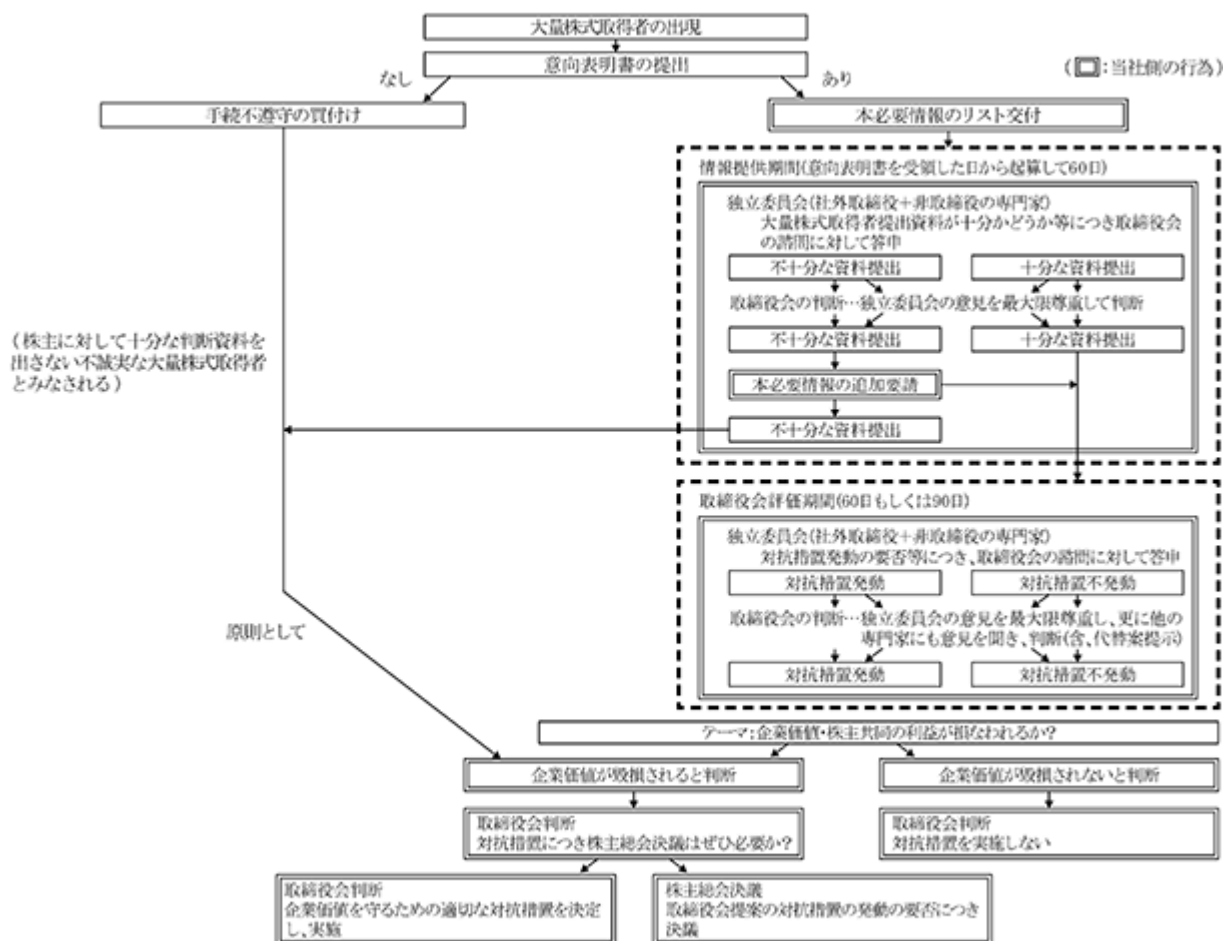 大量株式取得者の出現
意向表明書の提出
なし
あり
(回:当社側の行為)
手続不遵守の買付け
本必要情報のリスト交付
情報提供期間(意向表明書を受領した日から起算して60日)
独立委員会(社外取締役+非取締役の専門家)
大量株式取得者提出資料が十分かどうか等につき取締役会
の諮問に対して答申
不十分な資料提出
十分な資料提出
取締役会の判断…独立委員会の意見を最大限尊重して判断
不十分な資料提出
十分な資料提出
(株主に対して十分な判断資料を
出さない不誠実な大量株式取得者
とみなされる)
本必要情報の追加要請
不十分な資料提出
取締役会評価期間(60日もしくは90日)
独立委員会(社外取締役+非取締役の専門家)
対抗措置発動の要否等につき、取締役会の諮問に対して答申
対抗措置発動
対抗措置不発動
取締役会の判断…独立委員会の意見を最大限尊重し、更に他の
専門家にも意見を聞き、判断(含、代替案提示)
対抗措置発動
対抗措置不発動
原則として
テーマ:企業価値・株主共同の利益が損なわれるか?
企業価値が毀損されると判断
企業価値が毀損されないと判断
取締役会判断
対抗措置につき株主総会決議はぜひ必要か?
取締役会判断
対抗措置を実施しない
取締役会判断
企業価値を守るための適切な対抗措置を決定
し、実施
株主総会決議
取締役会提案の対抗措置の発動の要否につき
決議